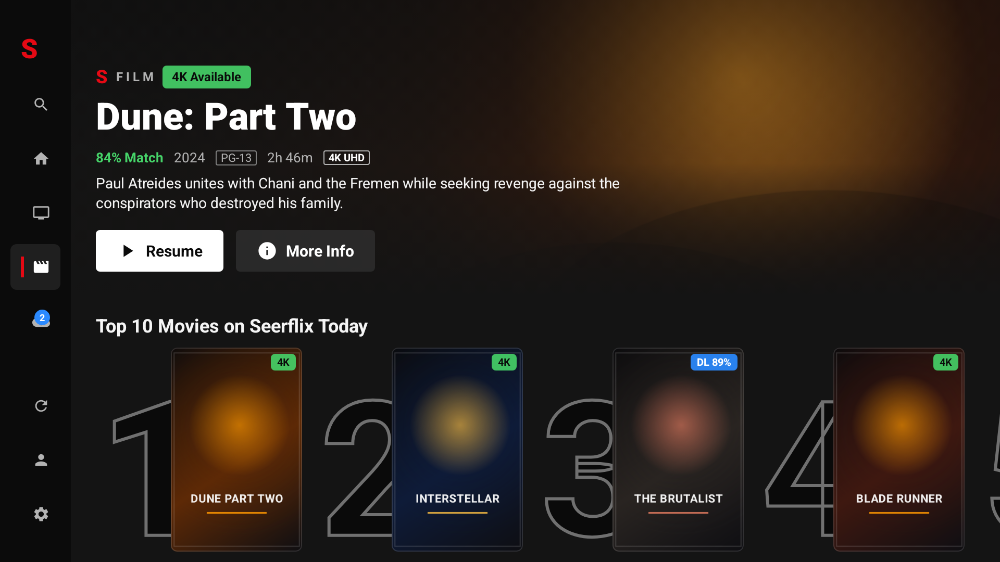 S
S FILM 4K Available
Dune: Part Two
84% Match 2024 PG-13 2h 46m 4K UHD
Paul Atreides unites with Chani and the Fremen while seeking revenge against the
conspirators who destroyed his family.
Resume More Info
2
Top 10 Movies on Seerflix Today
1 4K DUNE PART TWO
2 4K INTERSTELLAR
3 DL 89% THE BRUTALIST
4 4K BLADE RUNNER